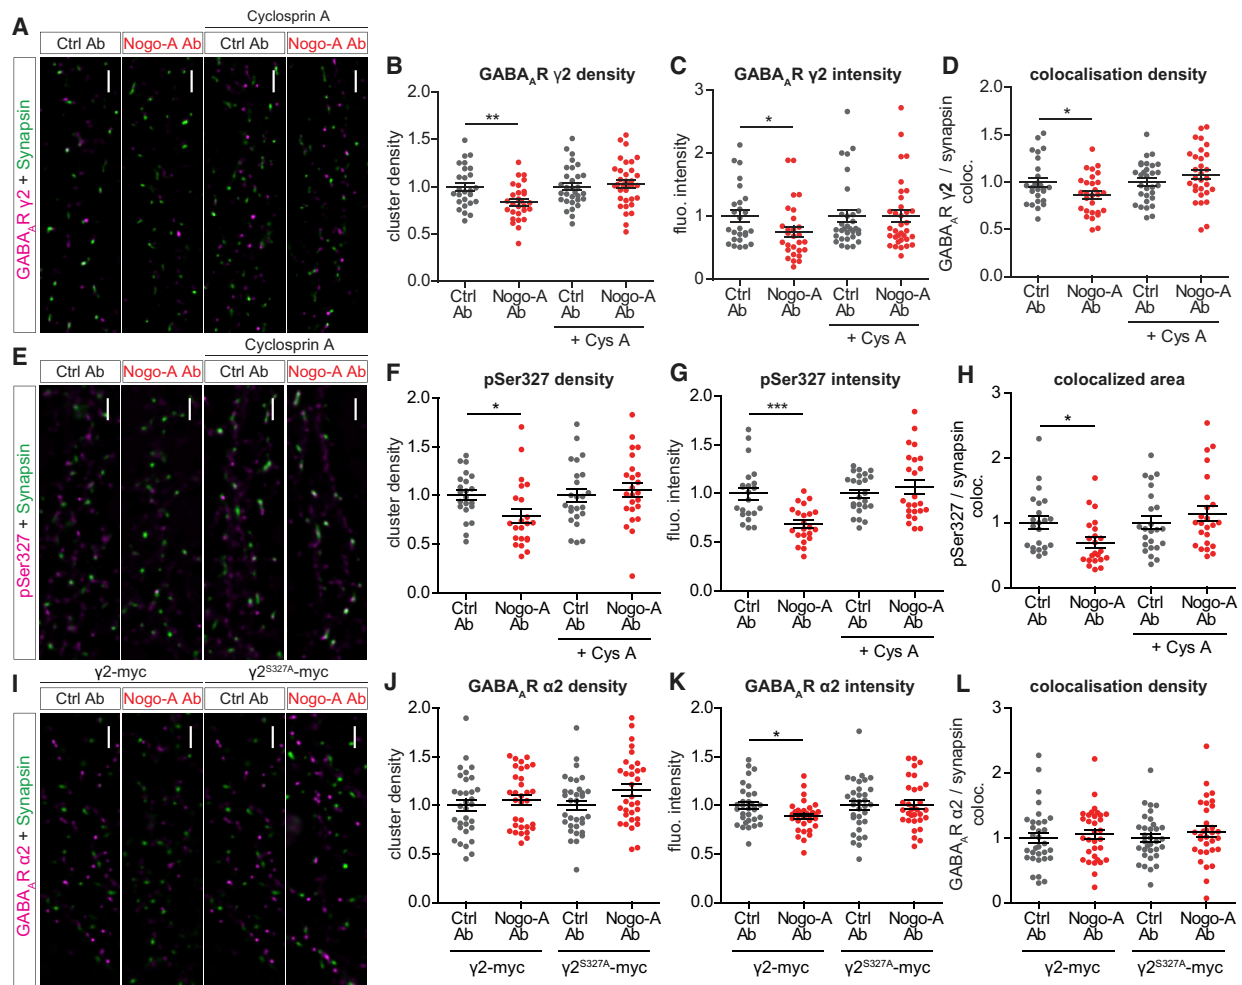 A
Cyclosprin A
Ctrl Ab Nogo-A Ab Ctrl Ab Nogo-A Ab
GABA_AR γ2 + Synapsin
B
GABA_AR γ2 density
cluster density
2.0
1.5
1.0
0.5
0.0
**
Ctrl Ab Nogo-A Ab Ctrl Ab Nogo-A Ab
+ Cys A
C
GABA_AR γ2 intensity
fluo. intensity
3
2
1
0
*
Ctrl Ab Nogo-A Ab Ctrl Ab Nogo-A Ab
+ Cys A
D
colocalisation density
GABA_AR γ2 / synapsin
coloc.
2.0
1.5
1.0
0.5
0.0
*
Ctrl Ab Nogo-A Ab Ctrl Ab Nogo-A Ab
+ Cys A
E
Cyclosprin A
Ctrl Ab Nogo-A Ab Ctrl Ab Nogo-A Ab
pSer327 + Synapsin
F
pSer327 density
cluster density
2.0
1.5
1.0
0.5
0.0
*
Ctrl Ab Nogo-A Ab Ctrl Ab Nogo-A Ab
+ Cys A
G
pSer327 intensity
fluo. intensity
2.0
1.5
1.0
0.5
0.0
***
Ctrl Ab Nogo-A Ab Ctrl Ab Nogo-A Ab
+ Cys A
H
colocalized area
pSer327 / synapsin
coloc.
3
2
1
0
*
Ctrl Ab Nogo-A Ab Ctrl Ab Nogo-A Ab
+ Cys A
I
γ2-myc γ2S327A-myc
Ctrl Ab Nogo-A Ab Ctrl Ab Nogo-A Ab
GABA_AR α2 + Synapsin
J
GABA_AR α2 density
cluster density
2.0
1.5
1.0
0.5
0.0
Ctrl Ab Nogo-A Ab Ctrl Ab Nogo-A Ab
γ2-myc γ2S327A-myc
K
GABA_AR α2 intensity
fluo. intensity
2.0
1.5
1.0
0.5
0.0
*
Ctrl Ab Nogo-A Ab Ctrl Ab Nogo-A Ab
γ2-myc γ2S327A-myc
L
colocalisation density
GABA_AR α2 / synapsin
coloc.
3
2
1
0
Ctrl Ab Nogo-A Ab Ctrl Ab Nogo-A Ab
γ2-myc γ2S327A-myc